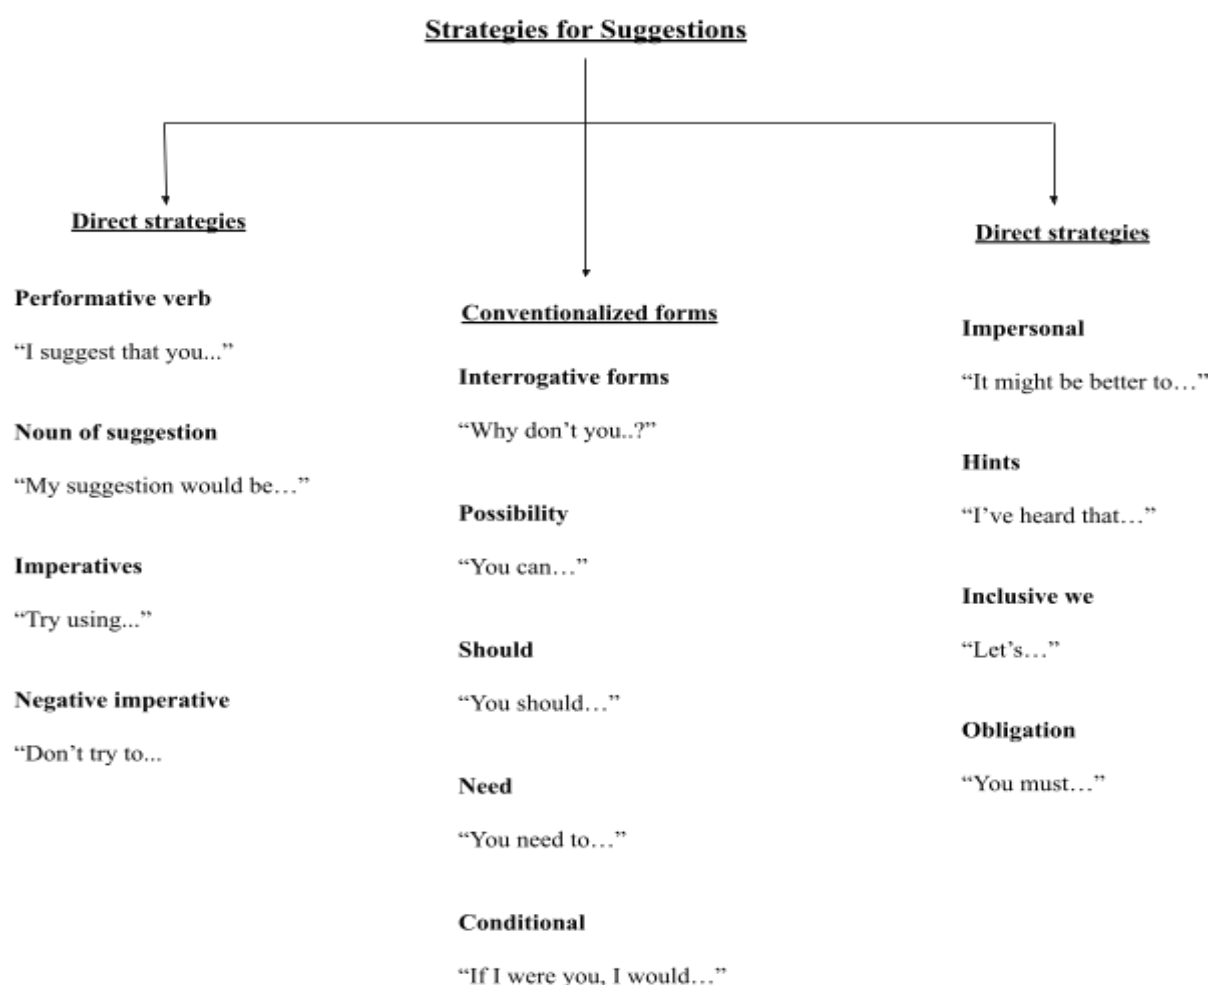 Strategies for Suggestions
Direct strategies
Performative verb
“I suggest that you...”
Noun of suggestion
“My suggestion would be…”
Imperatives
“Try using...”
Negative imperative
“Don’t try to...
Conventionalized forms
Interrogative forms
“Why don’t you..?”
Possibility
“You can…”
Should
“You should…”
Need
“You need to…”
Conditional
“If I were you, I would…”
Direct strategies
Impersonal
“It might be better to…”
Hints
“I’ve heard that…”
Inclusive we
“Let’s…”
Obligation
“You must…”